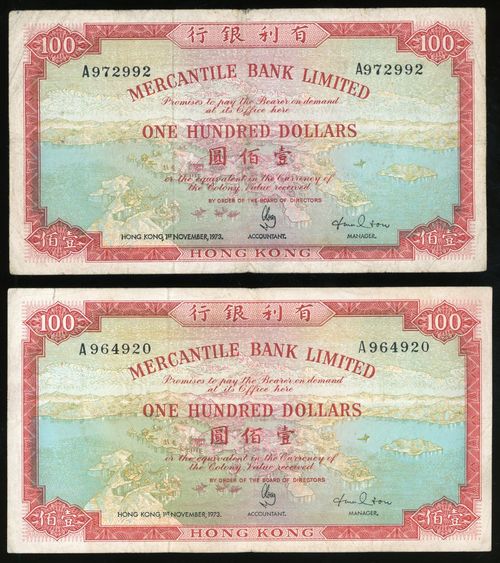 行銀利有
100
100
A972992
A972992
MERCANTILE BANK LIMITED
Promises to pay the Bearer on demand
at its Office here
ONE HUNDRED DOLLARS
圓佰壹
or the equivalent in the Currency of
the Colony Value received
BY ORDER OF THE BOARD OF DIRECTORS
HONG KONG, 1ST NOVEMBER, 1973.
ACCOUNTANT.
MANAGER.
佰壹
佰壹
HONG KONG
行銀利有
100
100
A964920
A964920
MERCANTILE BANK LIMITED
Promises to pay the Bearer on demand
at its Office here
ONE HUNDRED DOLLARS
圓佰壹
or the equivalent in the Currency of
the Colony Value received
BY ORDER OF THE BOARD OF DIRECTORS
HONG KONG, 1ST NOVEMBER, 1973.
ACCOUNTANT.
MANAGER.
佰壹
佰壹
HONG KONG